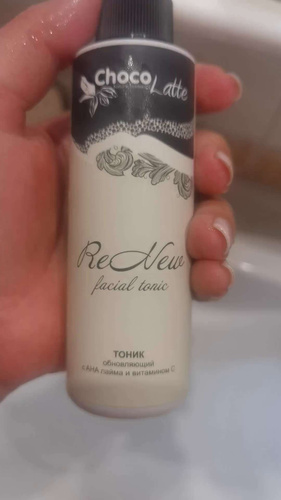 Choco
Latte
ReNew
facial tonic
ТОНИК
обновляющий
с АНА лайма и витамином С